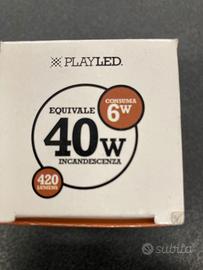 PLAYLED.
EQUIVALE
CONSUMA
6W
40W
INCANDESCENZA
420
LUMENS
subito